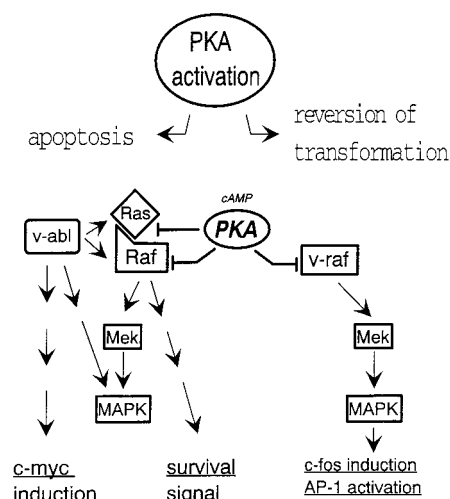 PKA
activation
apoptosis
reversion of
transformation
cAMP
Ras
PKA
v-abl
Raf
v-raf
Mek
Mek
MAPK
MAPK
c-myc
induction
survival
signal
c-fos induction
AP-1 activation